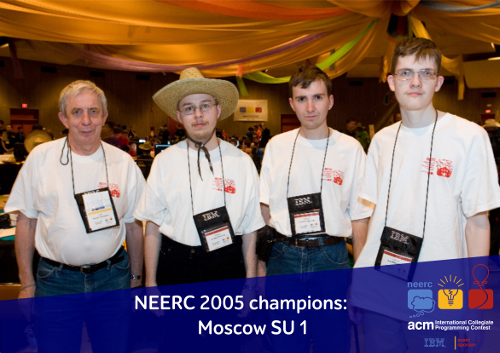 IBM
IBM
IBM
NEERC 2005 champions:
Moscow SU 1
neerc
acm International Collegiate
Programming Contest
IBM